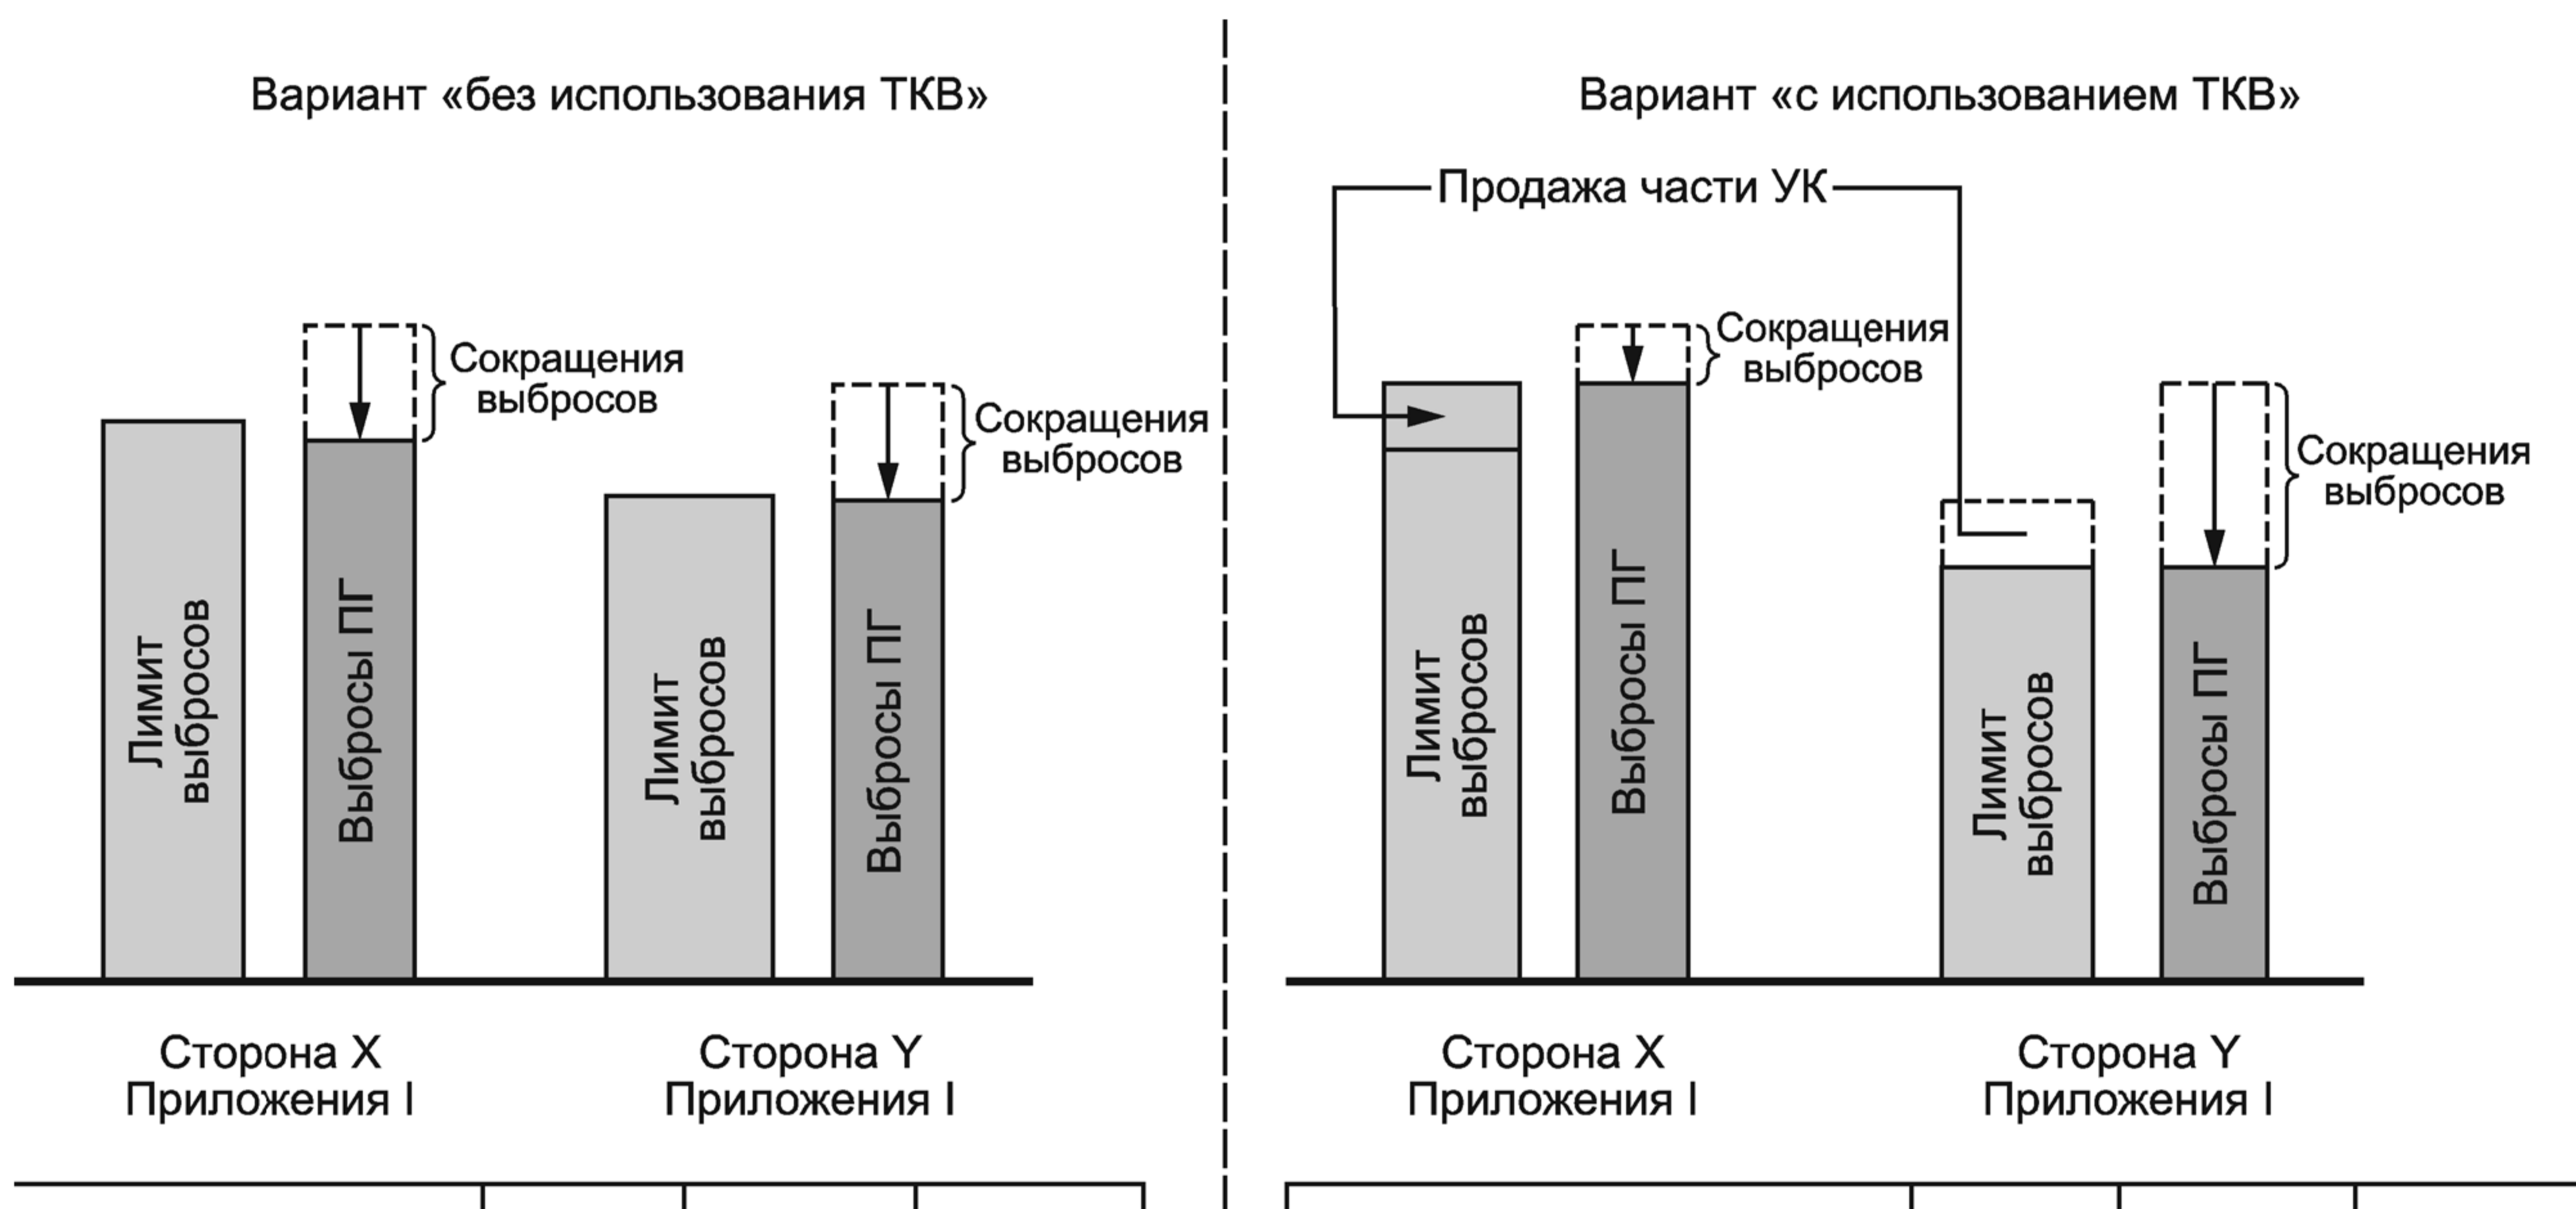 Вариант «без использования ТКВ»
Сокращения
выбросов
Сокращения
выбросов
Лимит
выбросов
Выбросы ПГ
Лимит
выбросов
Выбросы ПГ
Сторона X
Приложения I
Сторона Y
Приложения I
Вариант «с использованием ТКВ»
Продажа части УК
Сокращения
выбросов
Сокращения
выбросов
Лимит
выбросов
Выбросы ПГ
Лимит
выбросов
Выбросы ПГ
Сторона X
Приложения I
Сторона Y
Приложения I